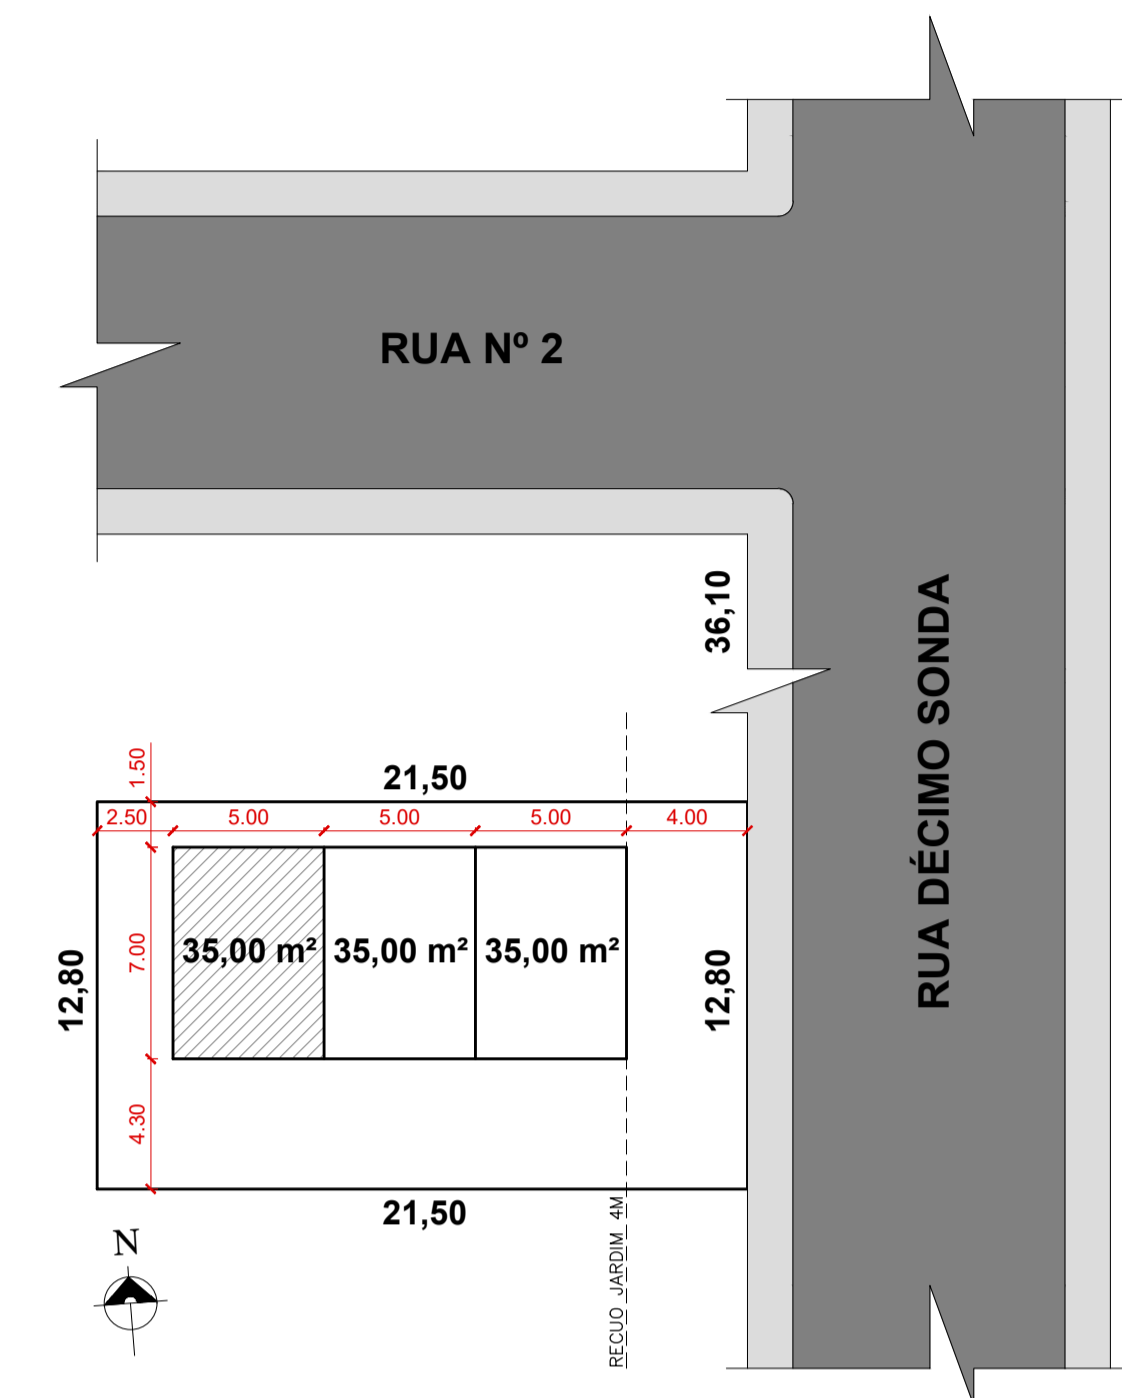 RUA Nº 2
36,10
RUA DÉCIMO SONDA
1.50
21,50
2.50
5.00
5.00
5.00
4.00
7.00
35,00 m²
35,00 m²
35,00 m²
12,80
12,80
4.30
21,50
RECUO JARDIM 4M
N